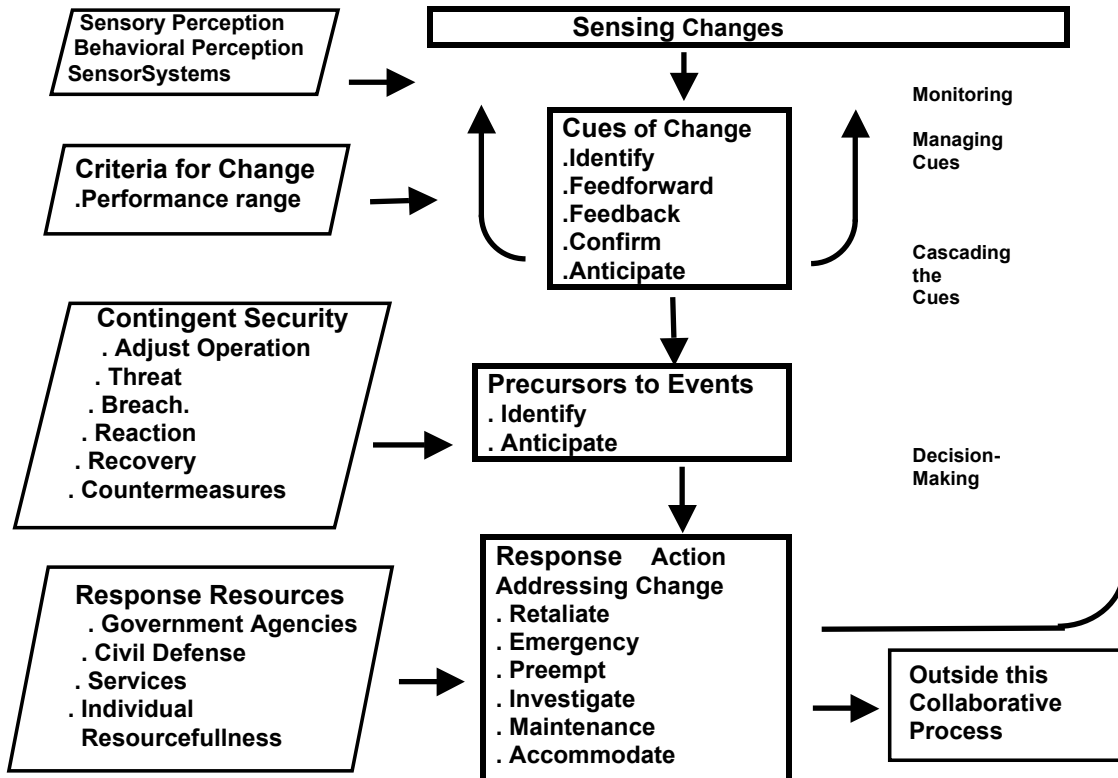 Sensory Perception
Behavioral Perception
SensorSystems
Sensing Changes
Criteria for Change
.Performance range
Cues of Change
.Identify
.Feedforward
.Feedback
.Confirm
.Anticipate
Monitoring
Managing
Cues
Cascading
the
Cues
Contingent Security
. Adjust Operation
. Threat
. Breach.
. Reaction
. Recovery
. Countermeasures
Precursors to Events
. Identify
. Anticipate
Decision-
Making
Response Resources
. Government Agencies
. Civil Defense
. Services
. Individual
Resourcefullness
Response Action
Addressing Change
. Retaliate
. Emergency
. Preempt
. Investigate
. Maintenance
. Accommodate
Outside this
Collaborative
Process